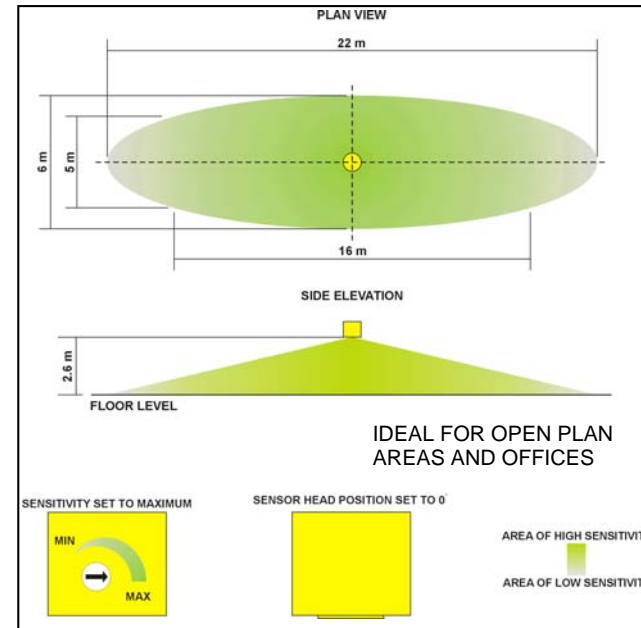 PLAN VIEW
22 m
6 m
5 m
16 m
SIDE ELEVATION
2.6 m
FLOOR LEVEL
IDEAL FOR OPEN PLAN
AREAS AND OFFICES
SENSITIVITY SET TO MAXIMUM
MIN
MAX
SENSOR HEAD POSITION SET TO 0°
AREA OF HIGH SENSITIVIT
AREA OF LOW SENSITIVIT